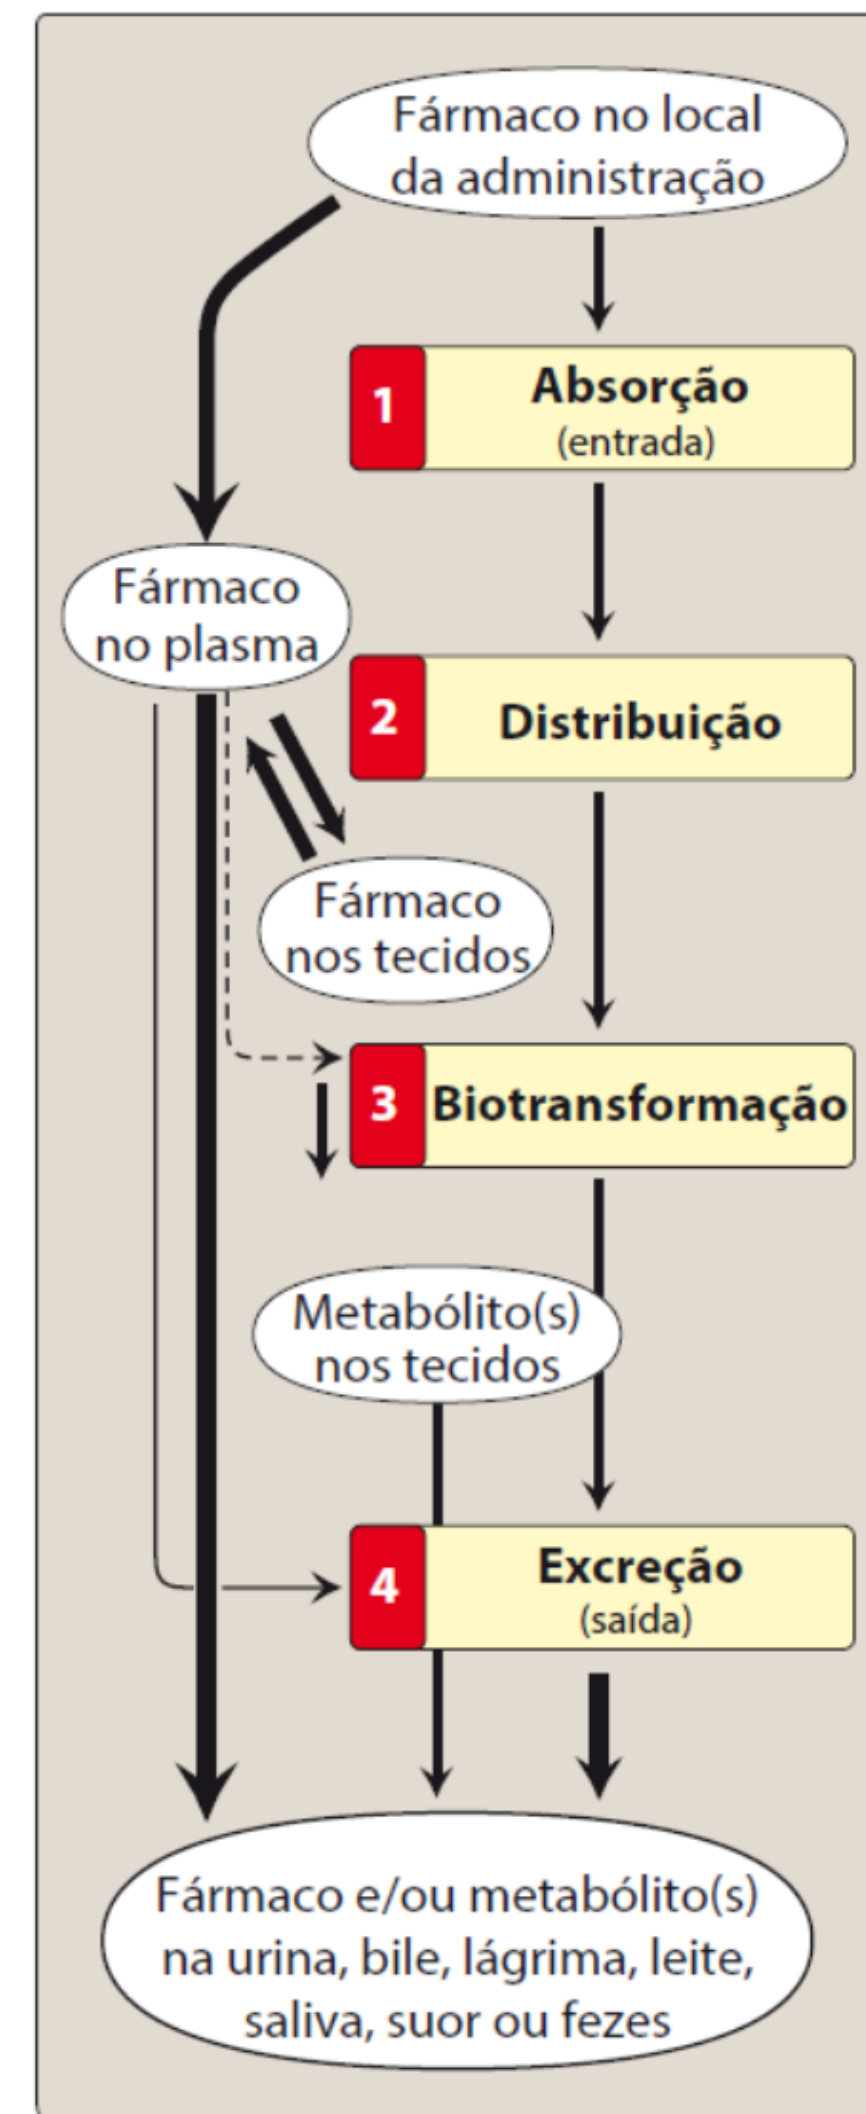 Fármaco no local
da administração
1
Absorção
(entrada)
Fármaco
no plasma
2
Distribuição
Fármaco
nos tecidos
3
Biotransformação
Metabólito(s)
nos tecidos
4
Excreção
(saída)
Fármaco e/ou metabólito(s)
na urina, bile, lágrima, leite,
saliva, suor ou fezes